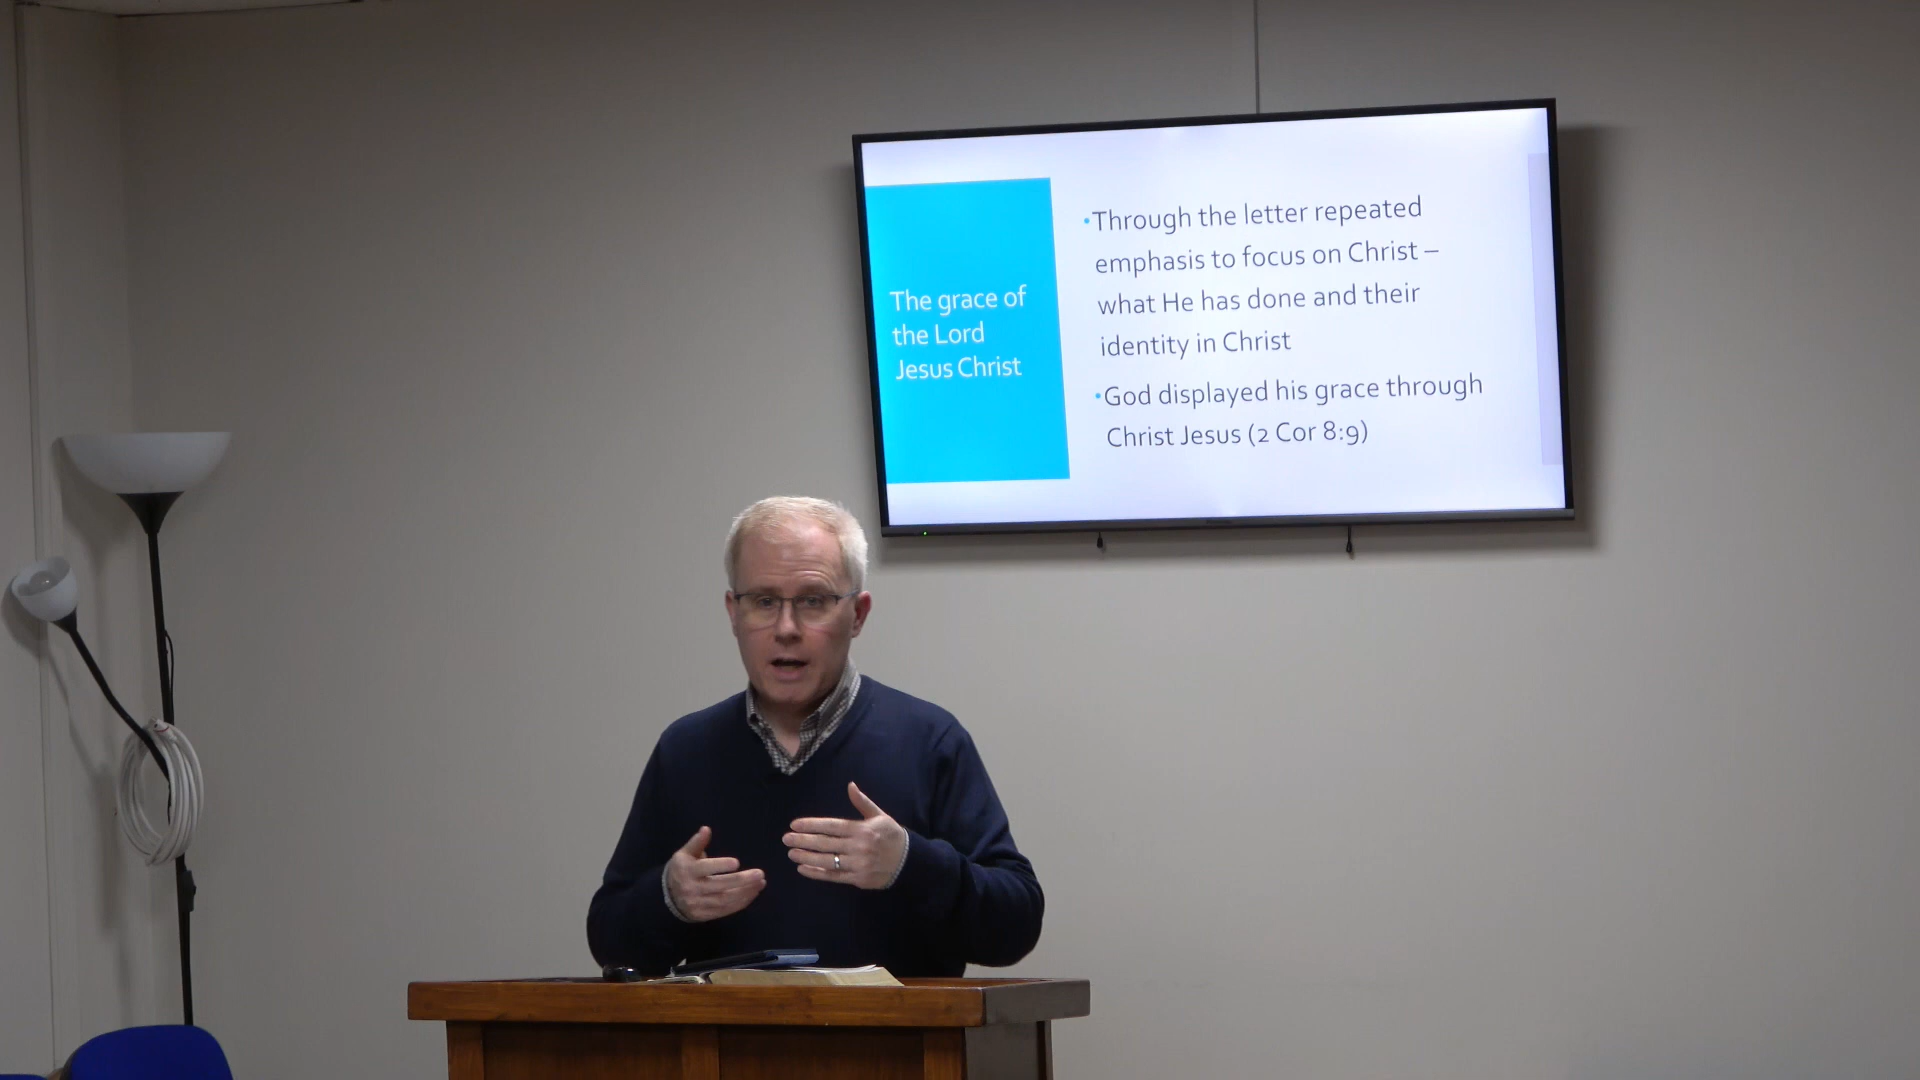 The grace of
the Lord
Jesus Christ
•Through the letter repeated
emphasis to focus on Christ –
what He has done and their
identity in Christ
•God displayed his grace through
Christ Jesus (2 Cor 8:9)